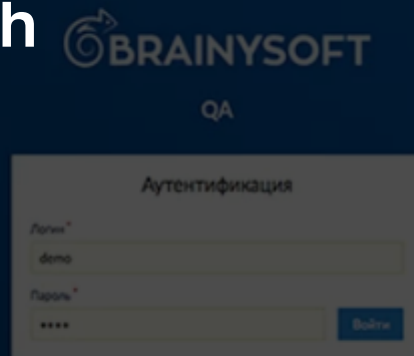 h
BRAINYSOFT
QA
Аутентификация
Логин *
demo
Пароль *
••••
Войти